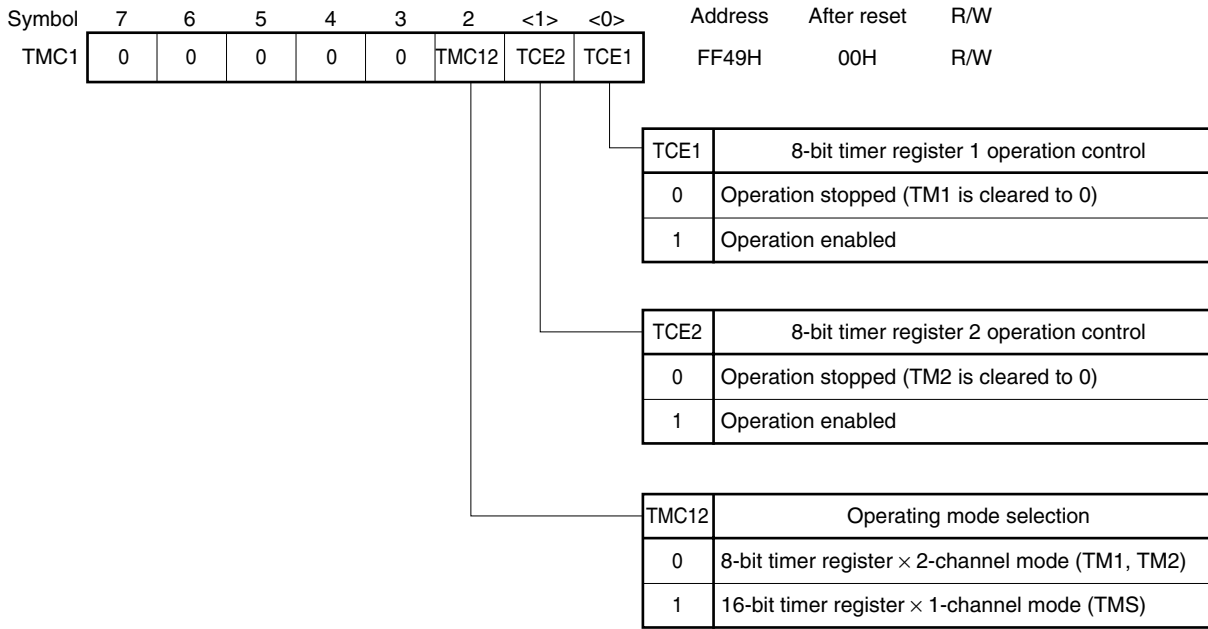 Symbol 7 6 5 4 3 2 <1> <0> Address After reset R/W
TMC1 0 0 0 0 0 TMC12 TCE2 TCE1 FF49H 00H R/W
TCE1 8-bit timer register 1 operation control
0 Operation stopped (TM1 is cleared to 0)
1 Operation enabled
TCE2 8-bit timer register 2 operation control
0 Operation stopped (TM2 is cleared to 0)
1 Operation enabled
TMC12 Operating mode selection
0 8-bit timer register × 2-channel mode (TM1, TM2)
1 16-bit timer register × 1-channel mode (TMS)